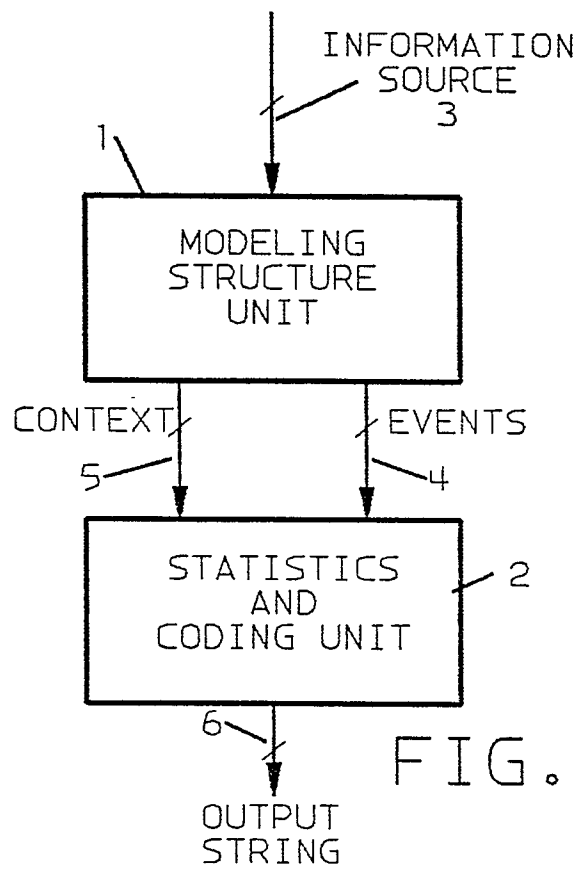 INFORMATION
SOURCE
3
1
MODELING
STRUCTURE
UNIT
CONTEXT
EVENTS
5
4
STATISTICS
AND
CODING UNIT
2
6
FIG.
OUTPUT
STRING